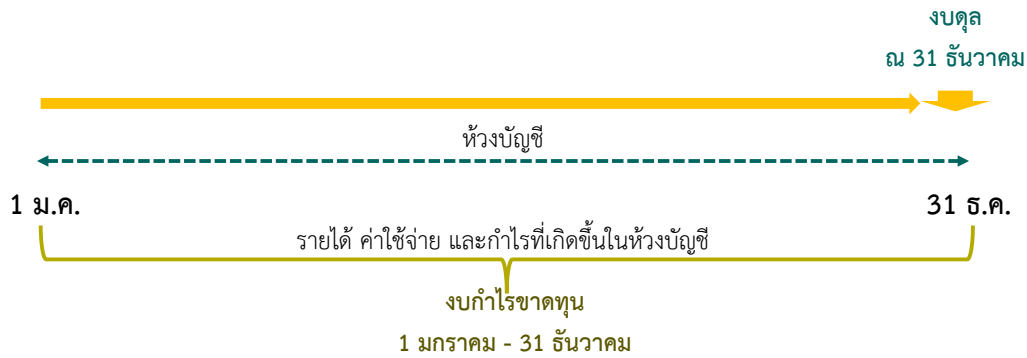 งบดุล
ณ 31 ธันวาคม
ห้วงบัญชี
1 ม.ค.
31 ธ.ค.
รายได้ ค่าใช้จ่าย และกำไรที่เกิดขึ้นในห้วงบัญชี
งบกำไรขาดทุน
1 มกราคม - 31 ธันวาคม